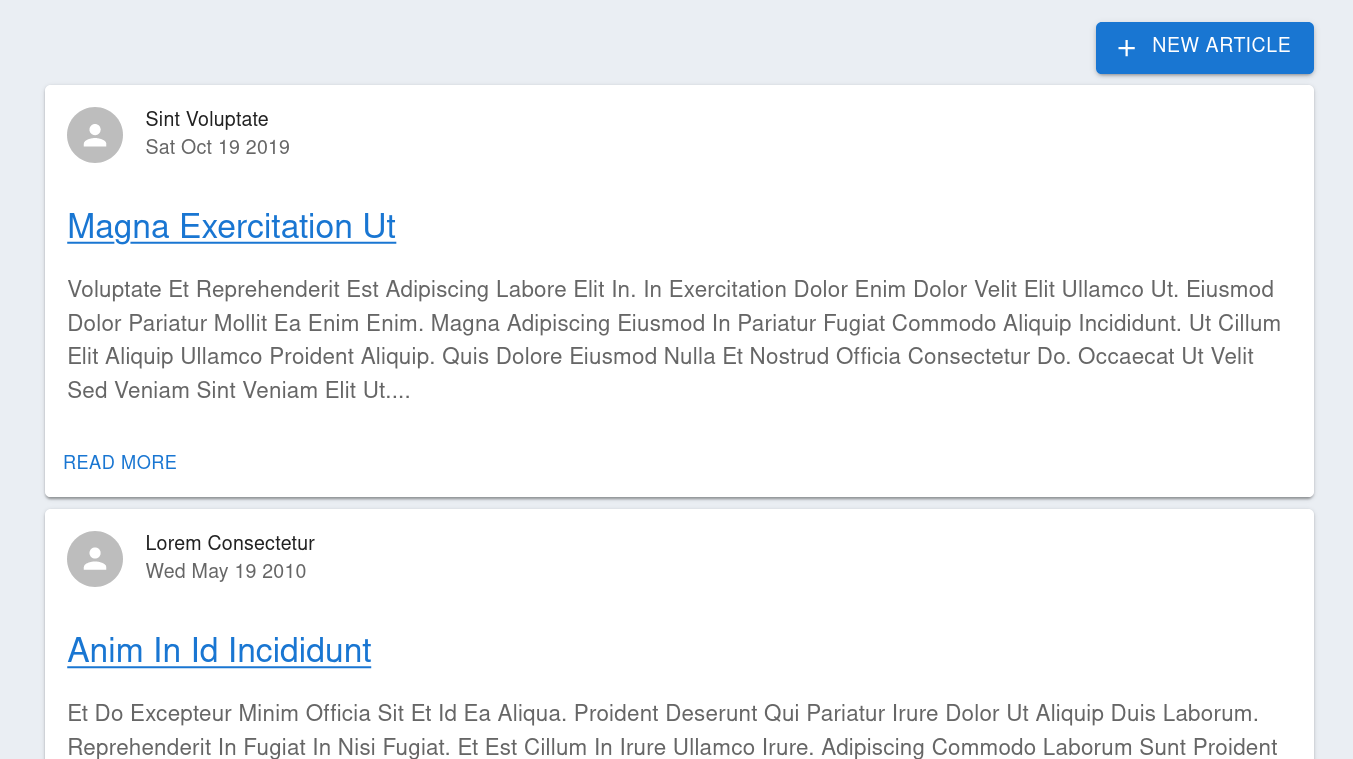 NEW ARTICLE
Sint Voluptate
Sat Oct 19 2019
Magna Exercitation Ut
Voluptate Et Reprehenderit Est Adipiscing Labore Elit In. In Exercitation Dolor Enim Dolor Velit Elit Ullamco Ut. Eiusmod
Dolor Pariatur Mollit Ea Enim Enim. Magna Adipiscing Eiusmod In Pariatur Fugiat Commodo Aliquip Incididunt. Ut Cillum
Elit Aliquip Ullamco Proident Aliquip. Quis Dolore Eiusmod Nulla Et Nostrud Officia Consectetur Do. Occaecat Ut Velit
Sed Veniam Sint Veniam Elit Ut....
READ MORE
Lorem Consectetur
Wed May 19 2010
Anim In Id Incididunt
Et Do Excepteur Minim Officia Sit Et Id Ea Aliqua. Proident Deserunt Qui Pariatur Irure Dolor Ut Aliquip Duis Laborum.
Reprehenderit In Fugiat In Nisi Fugiat. Et Est Cillum In Irure Ullamco Irure. Adipiscing Commodo Laborum Sunt Proident